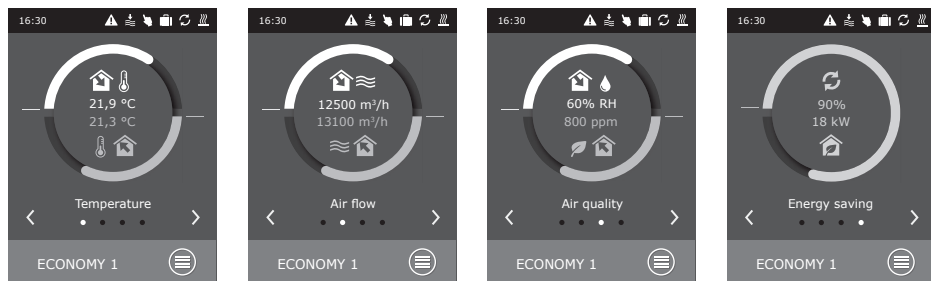 16:30
21,9 °C
21,3 °C
Temperature
ECONOMY 1
16:30
12500 m³/h
13100 m³/h
Air flow
ECONOMY 1
16:30
60% RH
800 ppm
Air quality
ECONOMY 1
16:30
90%
18 kW
Energy saving
ECONOMY 1